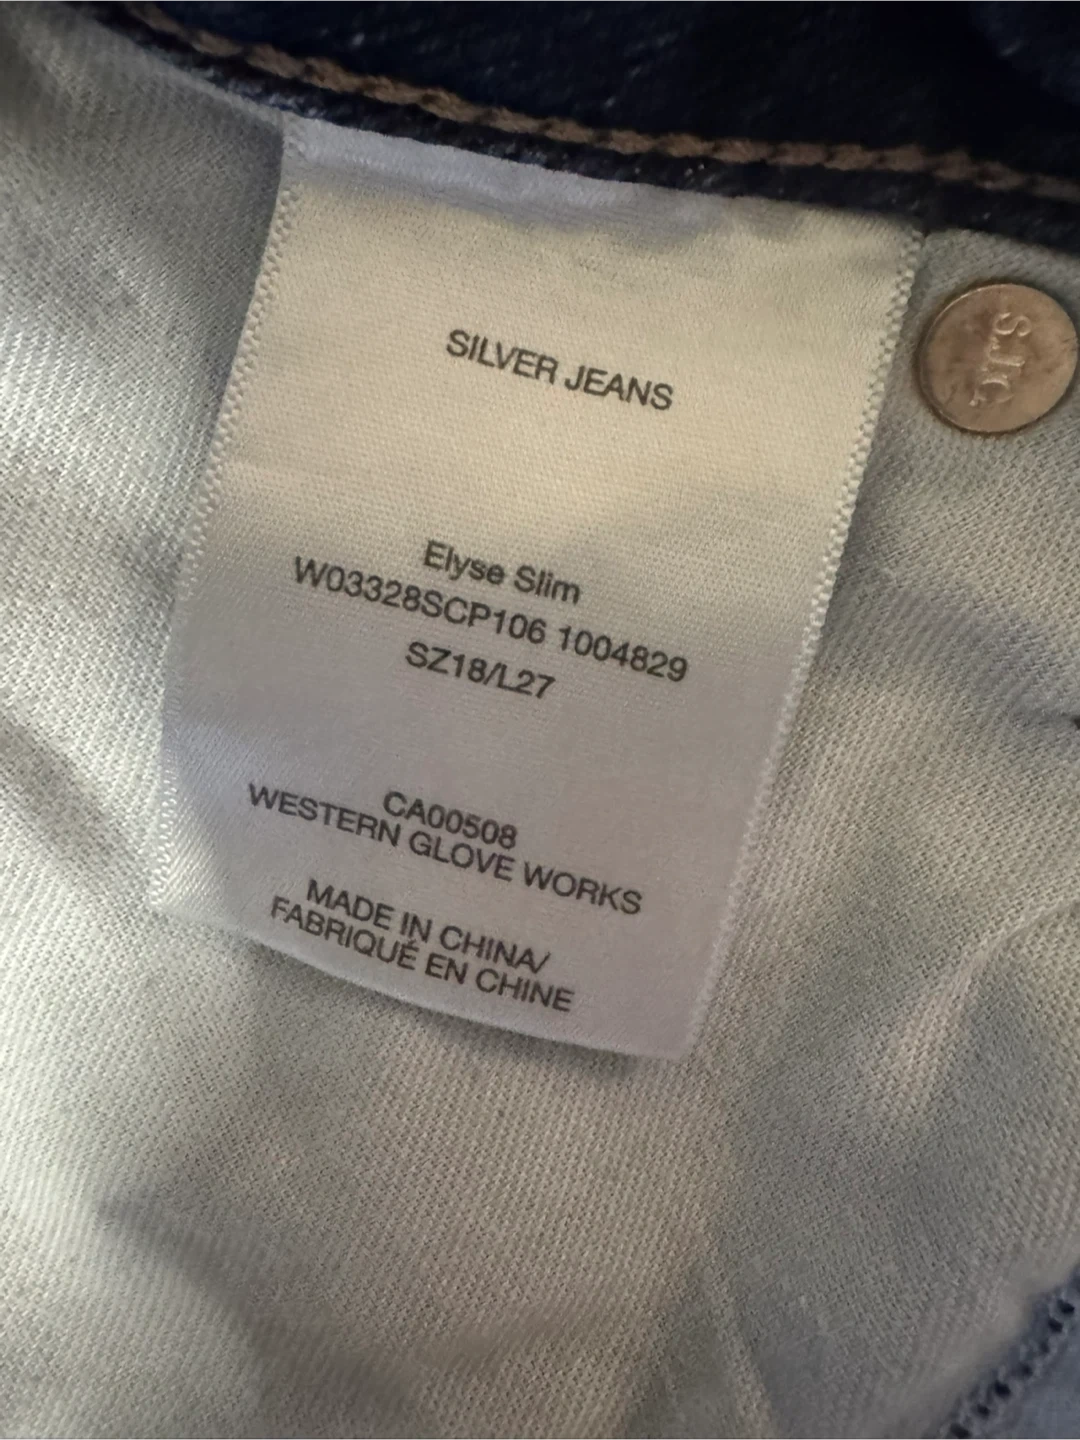 SILVER JEANS
S.J.C.
Elyse Slim
W03328SCP106 1004829
SZ18/L27
CA00508
WESTERN GLOVE WORKS
MADE IN CHINA/
FABRIQUÉ EN CHINE